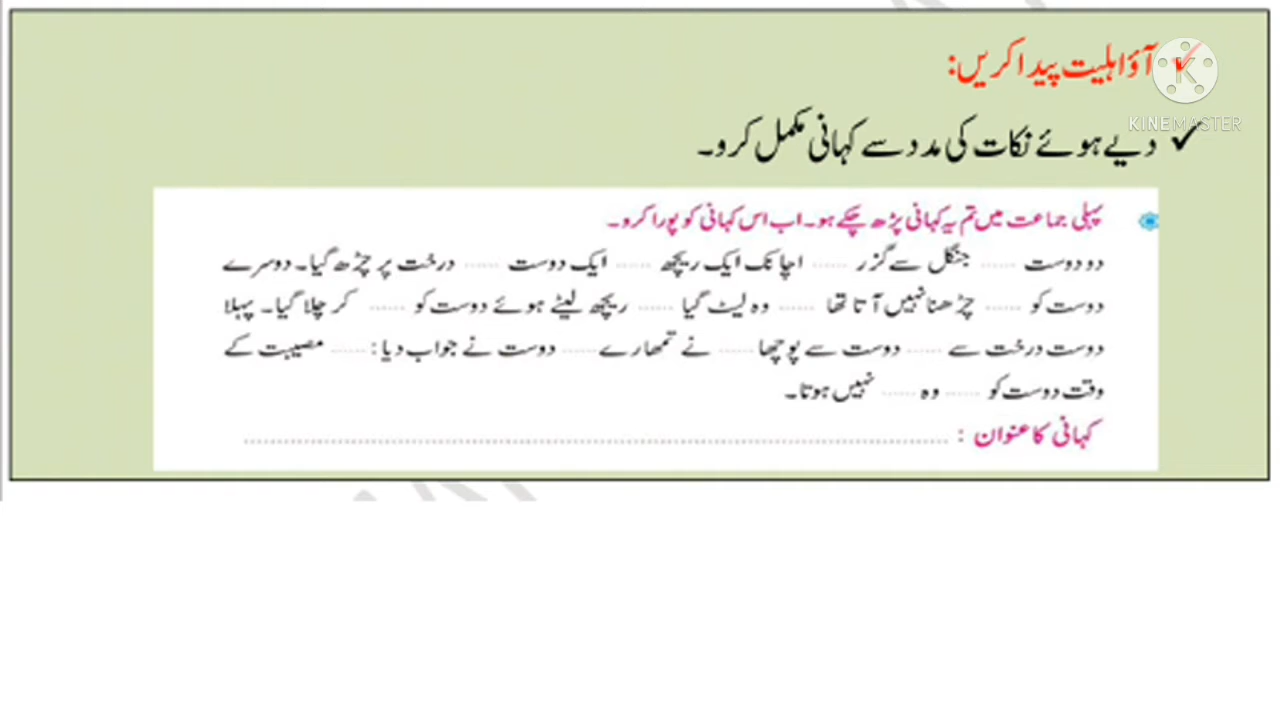 آؤ اہلیت پیدا کریں:
KINEMASTER
دیے ہوئے نکات کی مدد سے کہانی مکمل کرو۔
پہلی جماعت میں تم یہ کہانی پڑھ چکے ہو۔ اب اس کہانی کو پورا کرو۔
دو دوست ...... جنگل سے گزر ...... اچانک ایک ریچھ ...... ایک دوست ...... درخت پر چڑھ گیا۔ دوسرے
دوست کو ...... چڑھنا نہیں آتا تھا ...... وہ لیٹ گیا ...... ریچھ لیٹے ہوئے دوست کو ...... کر چلا گیا۔ پہلا
دوست درخت سے ...... دوست سے پوچھا ...... نے تمھارے ...... دوست نے جواب دیا: ...... مصیبت کے
وقت دوست کو ...... وہ ...... نہیں ہوتا۔
کہانی کا عنوان : ................................................................